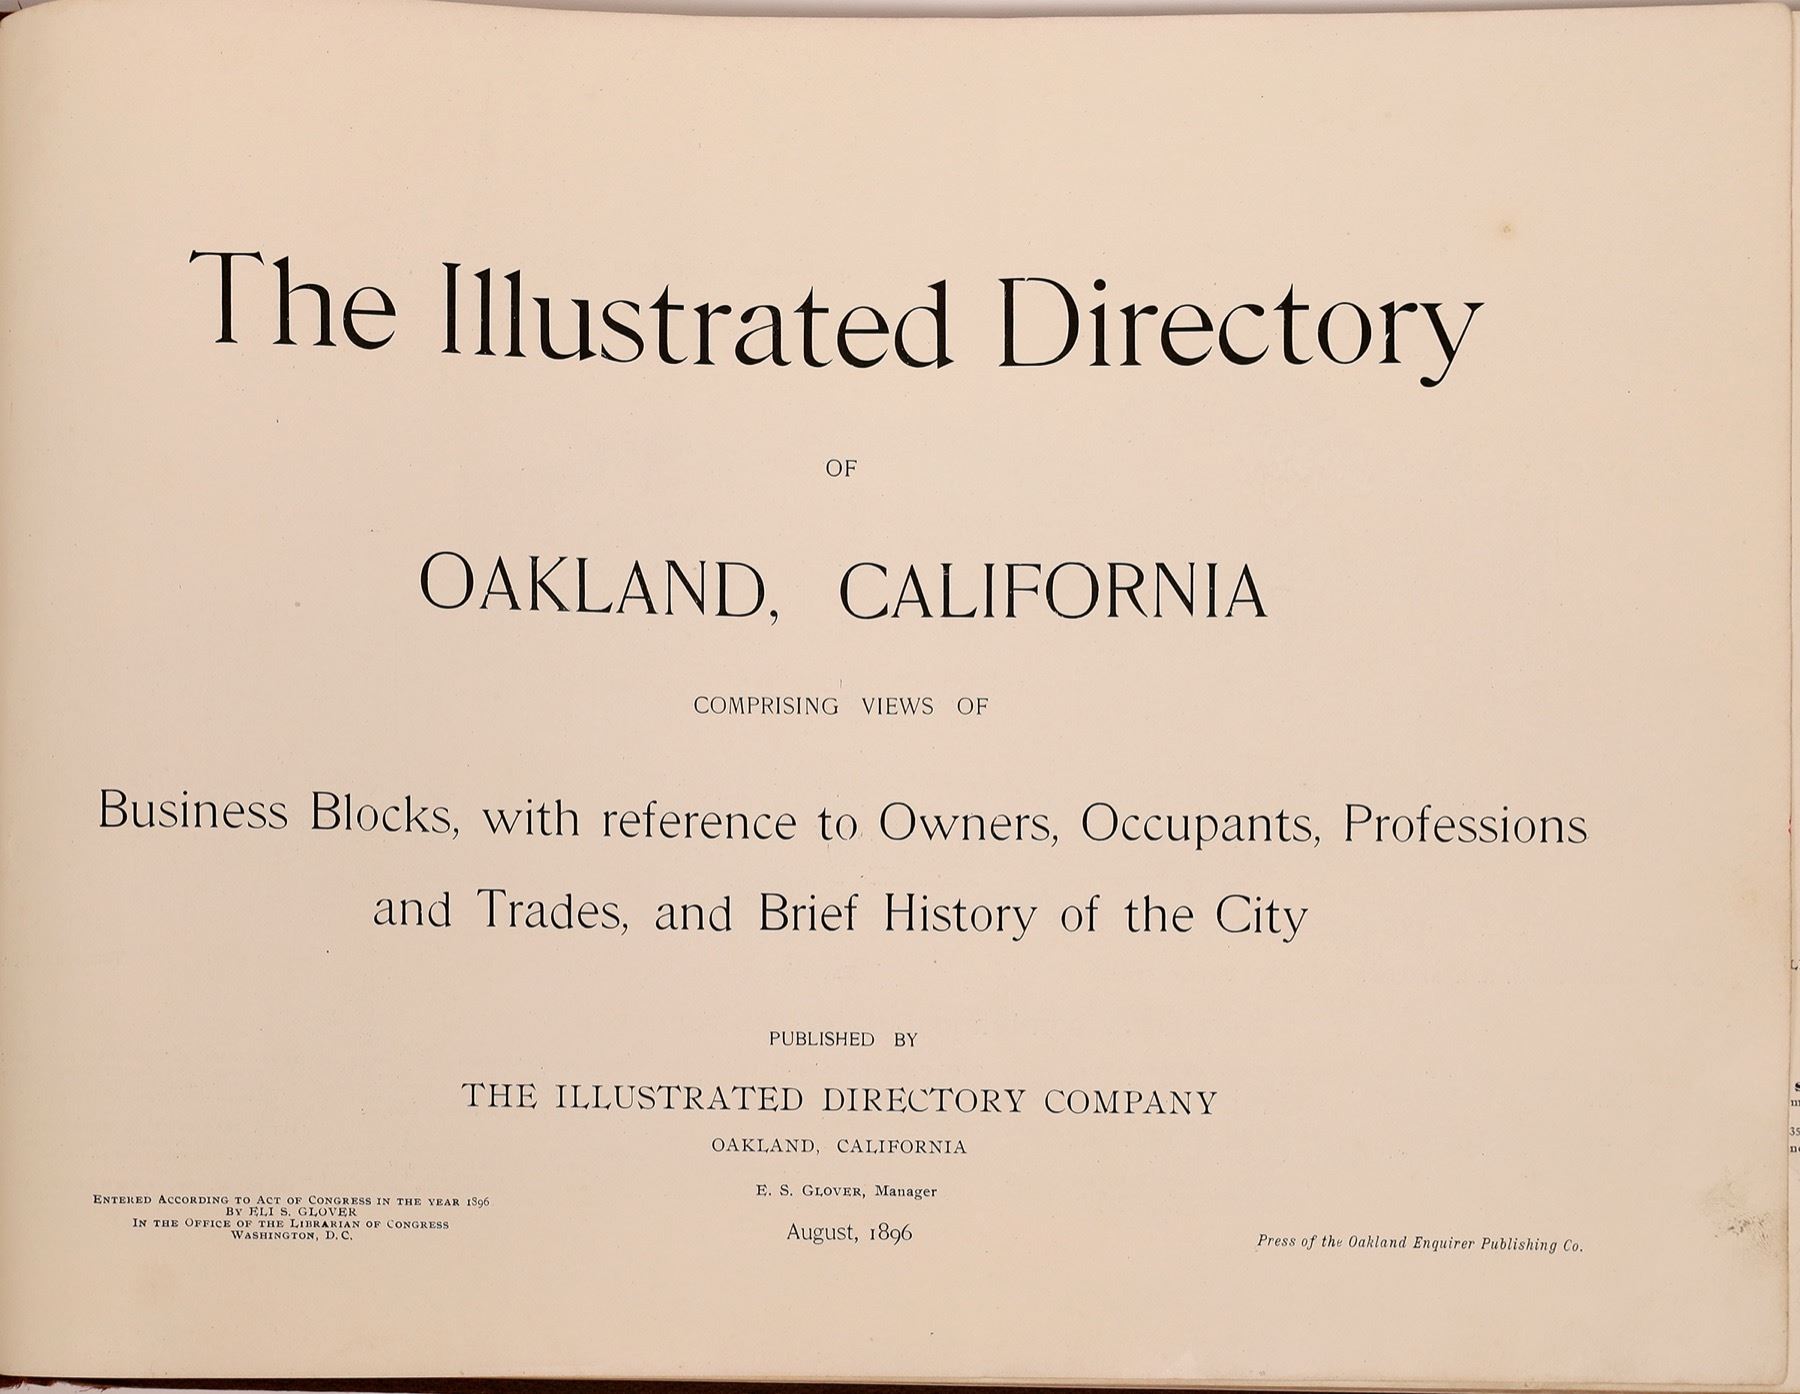 The Illustrated Directory
OF
OAKLAND, CALIFORNIA
COMPRISING VIEWS OF
Business Blocks, with reference to Owners, Occupants, Professions
and Trades, and Brief History of the City
PUBLISHED BY
THE ILLUSTRATED DIRECTORY COMPANY
OAKLAND, CALIFORNIA
E. S. GLOVER, Manager
August, 1896
ENTERED ACCORDING TO ACT OF CONGRESS IN THE YEAR 1896
BY ELI S. GLOVER
IN THE OFFICE OF THE LIBRARIAN OF CONGRESS
WASHINGTON, D.C.
Press of the Oakland Enquirer Publishing Co.